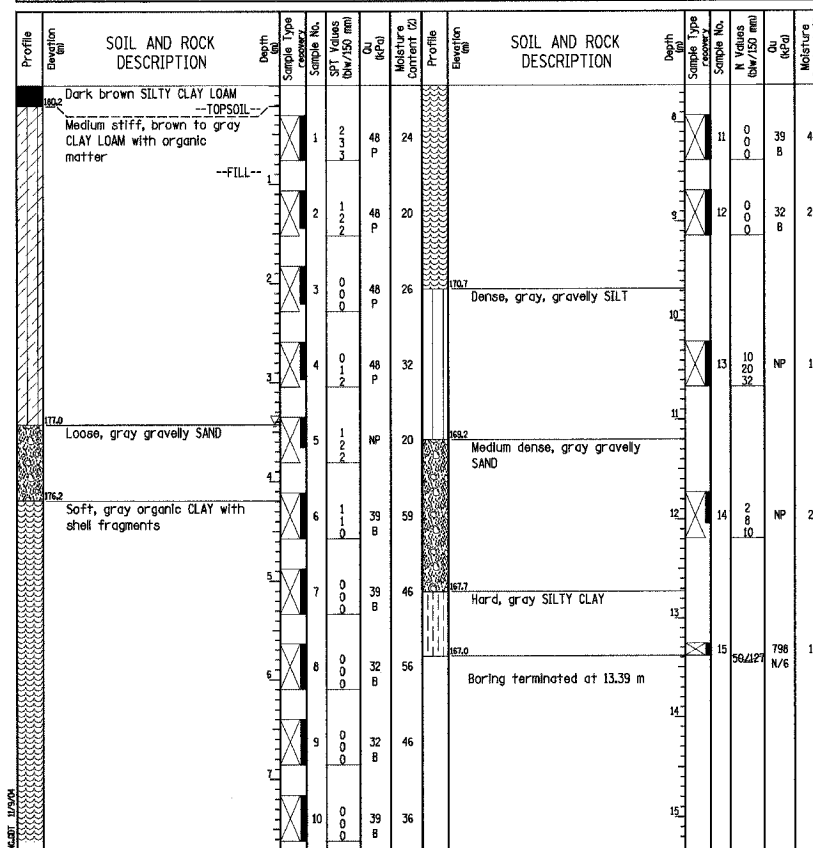 Profile
Elevation (m)
SOIL AND ROCK DESCRIPTION
Depth (m)
Sample Type recovery
Sample No.
SPT Values (blw/150 mm)
Qu (kPa)
Moisture Content (%)
Dark brown SILTY CLAY LOAM
180.2
--TOPSOIL--
Medium stiff, brown to gray
CLAY LOAM with organic
matter
--FILL--
1
1 2 3 3 48 P 24
2 1 2 2 48 P 20
2
3 0 0 0 48 P 26
4 0 1 2 48 P 32
3
177.0
Loose, gray gravelly SAND
5 1 2 2 NP 20
4
176.2
Soft, gray organic CLAY with
shell fragments
6 1 1 0 39 B 59
5
7 0 0 0 39 B 46
8 0 0 0 32 B 56
6
9 0 0 0 32 B 46
7
10 0 0 0 39 B 36
11/9/04
Profile
Elevation (m)
SOIL AND ROCK DESCRIPTION
Depth (m)
Sample Type recovery
Sample No.
N Values (blw/150 mm)
Qu (kPa)
Moisture
8
11 0 0 0 39 B 4
9
12 0 0 0 32 B 2
170.7
Dense, gray, gravelly SILT
10
13 10 20 32 NP 1
11
169.2
Medium dense, gray gravelly
SAND
12
14 2 8 10 NP 2
167.7
Hard, gray SILTY CLAY
13
15 50/127 798 N/6 1
167.0
Boring terminated at 13.39 m
14
15